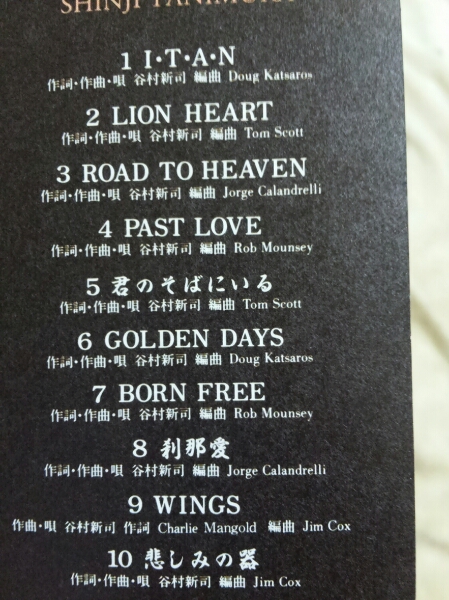 SHINJI
1 I・T・A・N
作詞・作曲・唄 谷村新司 編曲 Doug Katsaros
2 LION HEART
作詞・作曲・唄 谷村新司 編曲 Tom Scott
3 ROAD TO HEAVEN
作詞・作曲・唄 谷村新司 編曲 Jorge Calandrelli
4 PAST LOVE
作詞・作曲・唄 谷村新司 編曲 Rob Mounsey
5 君のそばにいる
作詞・作曲・唄 谷村新司 編曲 Tom Scott
6 GOLDEN DAYS
作詞・作曲・唄 谷村新司 編曲 Doug Katsaros
7 BORN FREE
作詞・作曲・唄 谷村新司 編曲 Rob Mounsey
8 刹那愛
作詞・作曲・唄 谷村新司 編曲 Jorge Calandrelli
9 WINGS
作曲・唄 谷村新司 作詞 Charlie Mangold 編曲 Jim Cox
10 悲しみの器
作詞・作曲・唄 谷村新司 編曲 Jim Cox